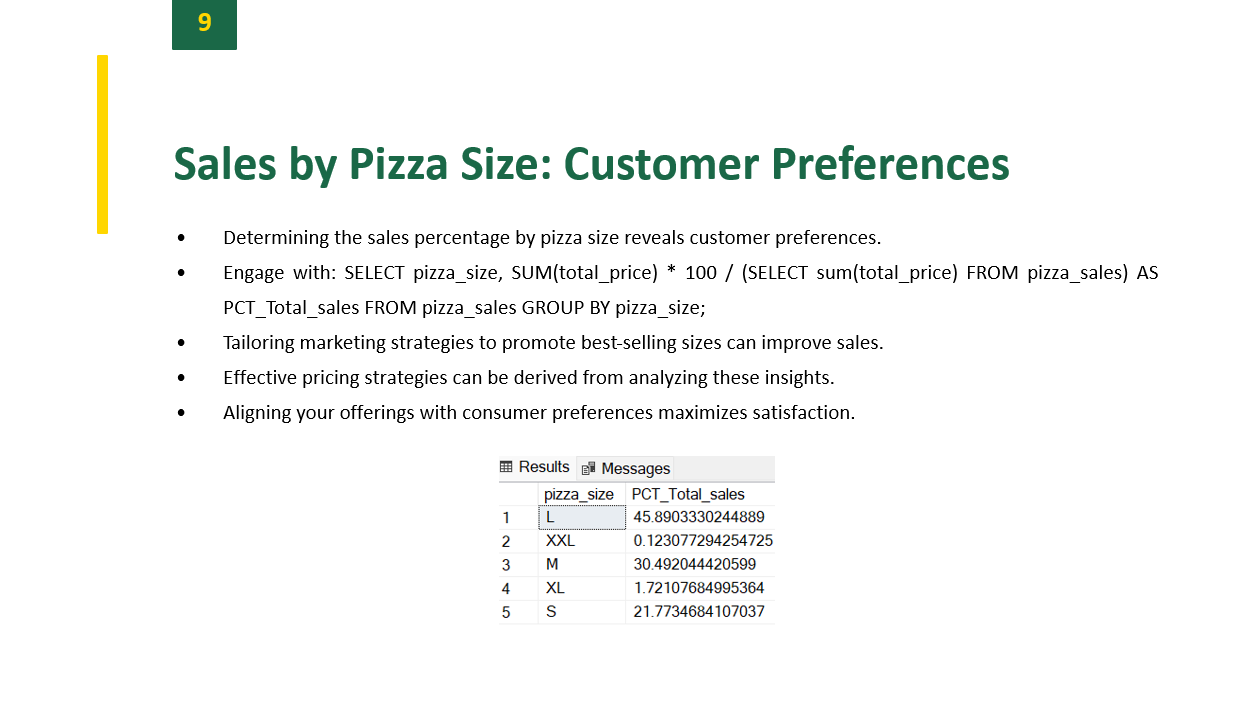 9
Sales by Pizza Size: Customer Preferences
• Determining the sales percentage by pizza size reveals customer preferences.
• Engage with: SELECT pizza_size, SUM(total_price) * 100 / (SELECT sum(total_price) FROM pizza_sales) AS
PCT_Total_sales FROM pizza_sales GROUP BY pizza_size;
• Tailoring marketing strategies to promote best-selling sizes can improve sales.
• Effective pricing strategies can be derived from analyzing these insights.
• Aligning your offerings with consumer preferences maximizes satisfaction.
Results Messages
pizza_size PCT_Total_sales
1 L 45.8903330244889
2 XXL 0.123077294254725
3 M 30.492044420599
4 XL 1.72107684995364
5 S 21.7734684107037